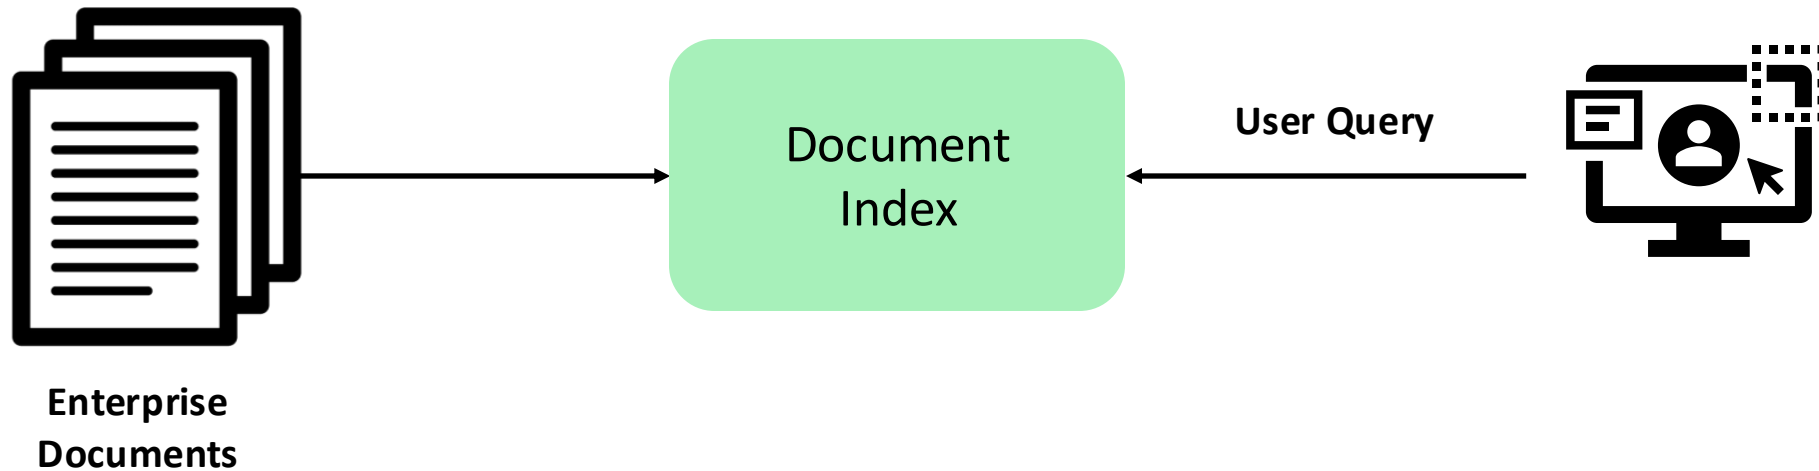 Enterprise
Documents
Document
Index
User Query